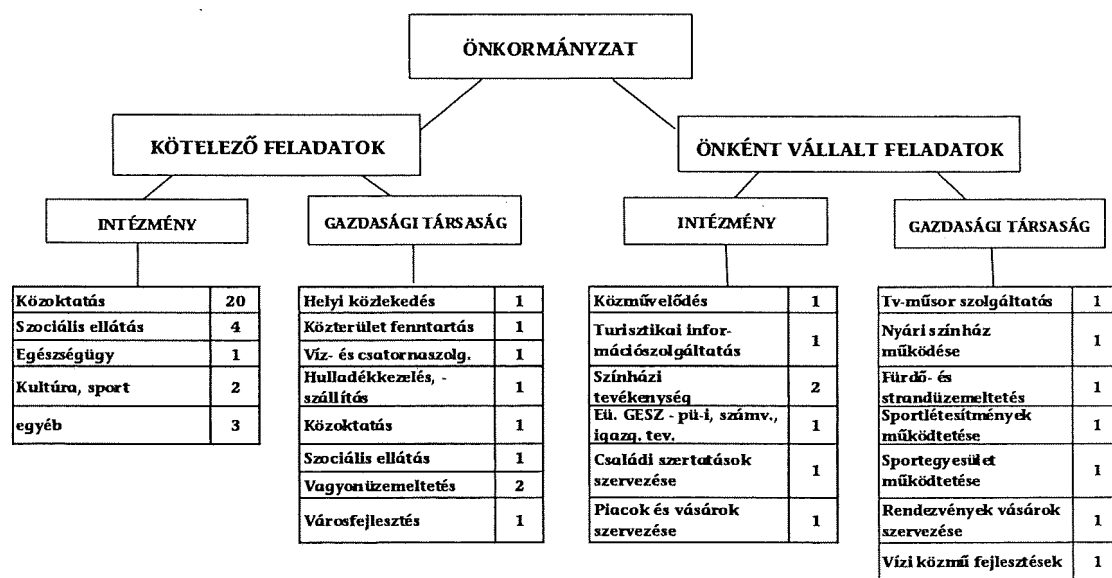 ÖNKORMÁNYZAT
KÖTELEZŐ FELADATOK
ÖNKÉNT VÁLLALT FELADATOK
INTÉZMÉNY
GAZDASÁGI TÁRSASÁG
INTÉZMÉNY
GAZDASÁGI TÁRSASÁG
Közoktatás 20
Szociális ellátás 4
Egészségügy 1
Kultúra, sport 2
egyéb 3
Helyi közlekedés 1
Közterület fenntartás 1
Víz- és csatornaszolg. 1
Hulladékkezelés, -
szállítás 1
Közoktatás 1
Szociális ellátás 1
Vagyonüzemeltetés 2
Városfejlesztés 1
Közművelődés 1
Turisztikai infor-
mációszolgáltatás 1
Színházi
tevékenység 2
Eü. GESZ - pü-i, számv.,
igazg. tev. 1
Családi szertatások
szervezése 1
Piacok és vásárok
szervezése 1
Tv-műsor szolgáltatás 1
Nyári színház
működése 1
Fürdő- és
strandüzemeltetés 1
Sportlétesítmények
működtetése 1
Sportegyesület
működtetése 1
Rendezvények vásárok
szervezése 1
Vízi közmű fejlesztések 1